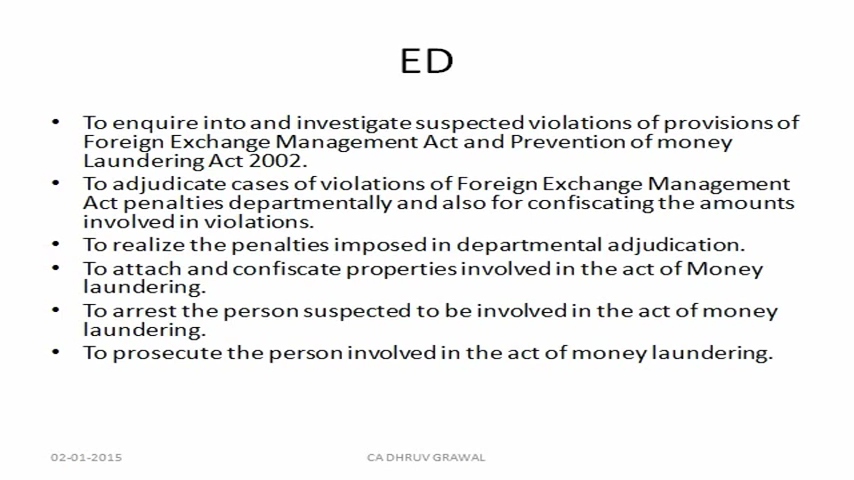 ED
• To enquire into and investigate suspected violations of provisions of
Foreign Exchange Management Act and Prevention of money
Laundering Act 2002.
• To adjudicate cases of violations of Foreign Exchange Management
Act penalties departmentally and also for confiscating the amounts
involved in violations.
• To realize the penalties imposed in departmental adjudication.
• To attach and confiscate properties involved in the act of Money
laundering.
• To arrest the person suspected to be involved in the act of money
laundering.
• To prosecute the person involved in the act of money laundering.
02-01-2015 CA DHRUV GRAWAL